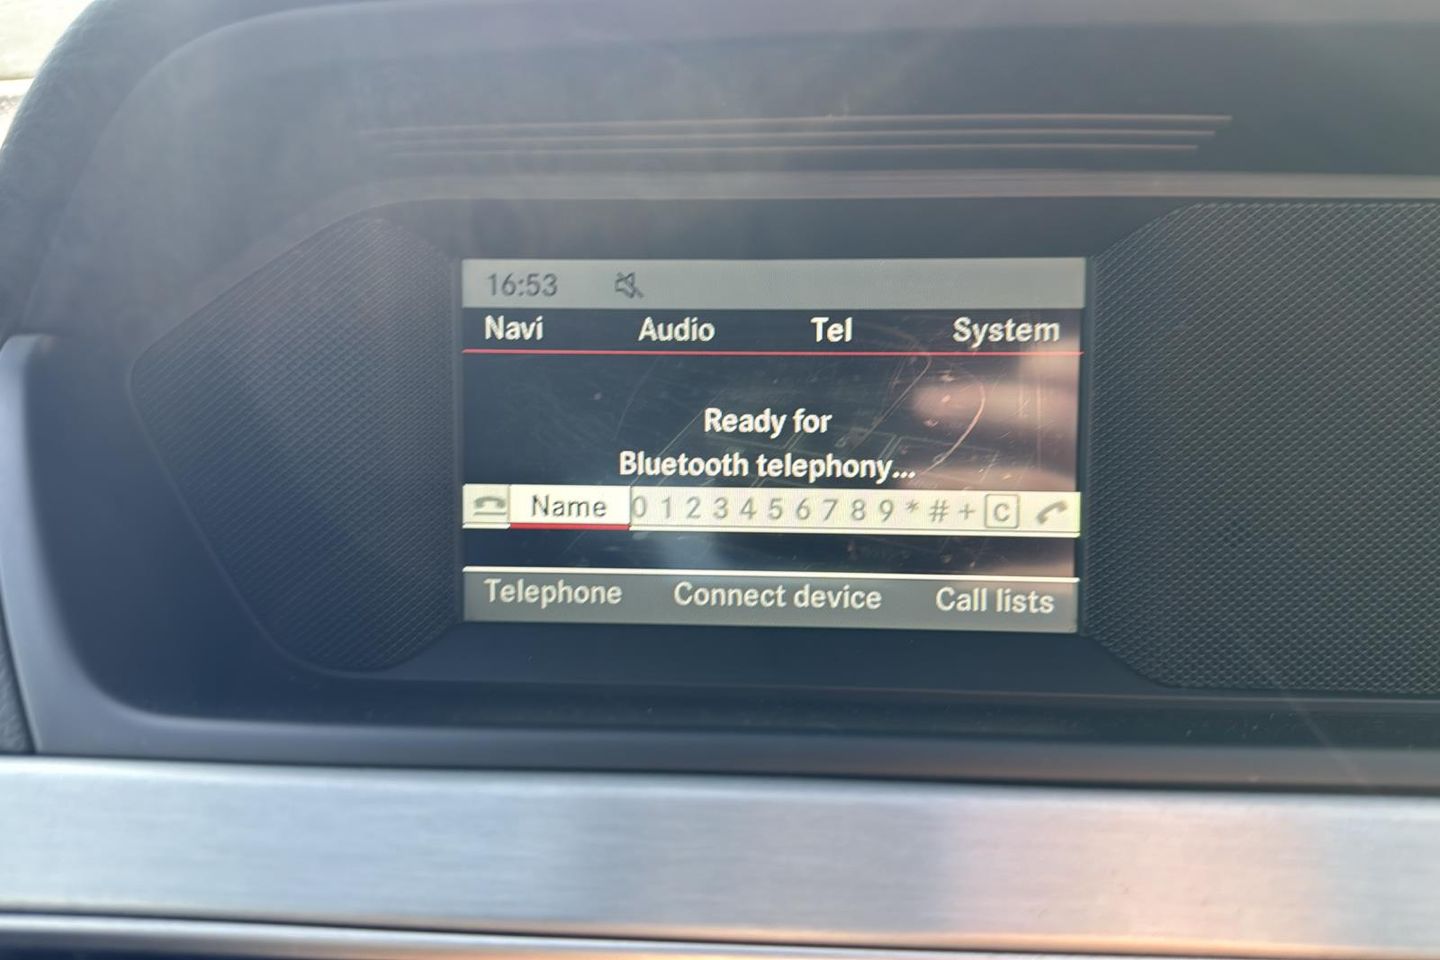 16:53
Navi Audio Tel System
Ready for
Bluetooth telephony...
Name 0 1 2 3 4 5 6 7 8 9 * # + C
Telephone Connect device Call lists